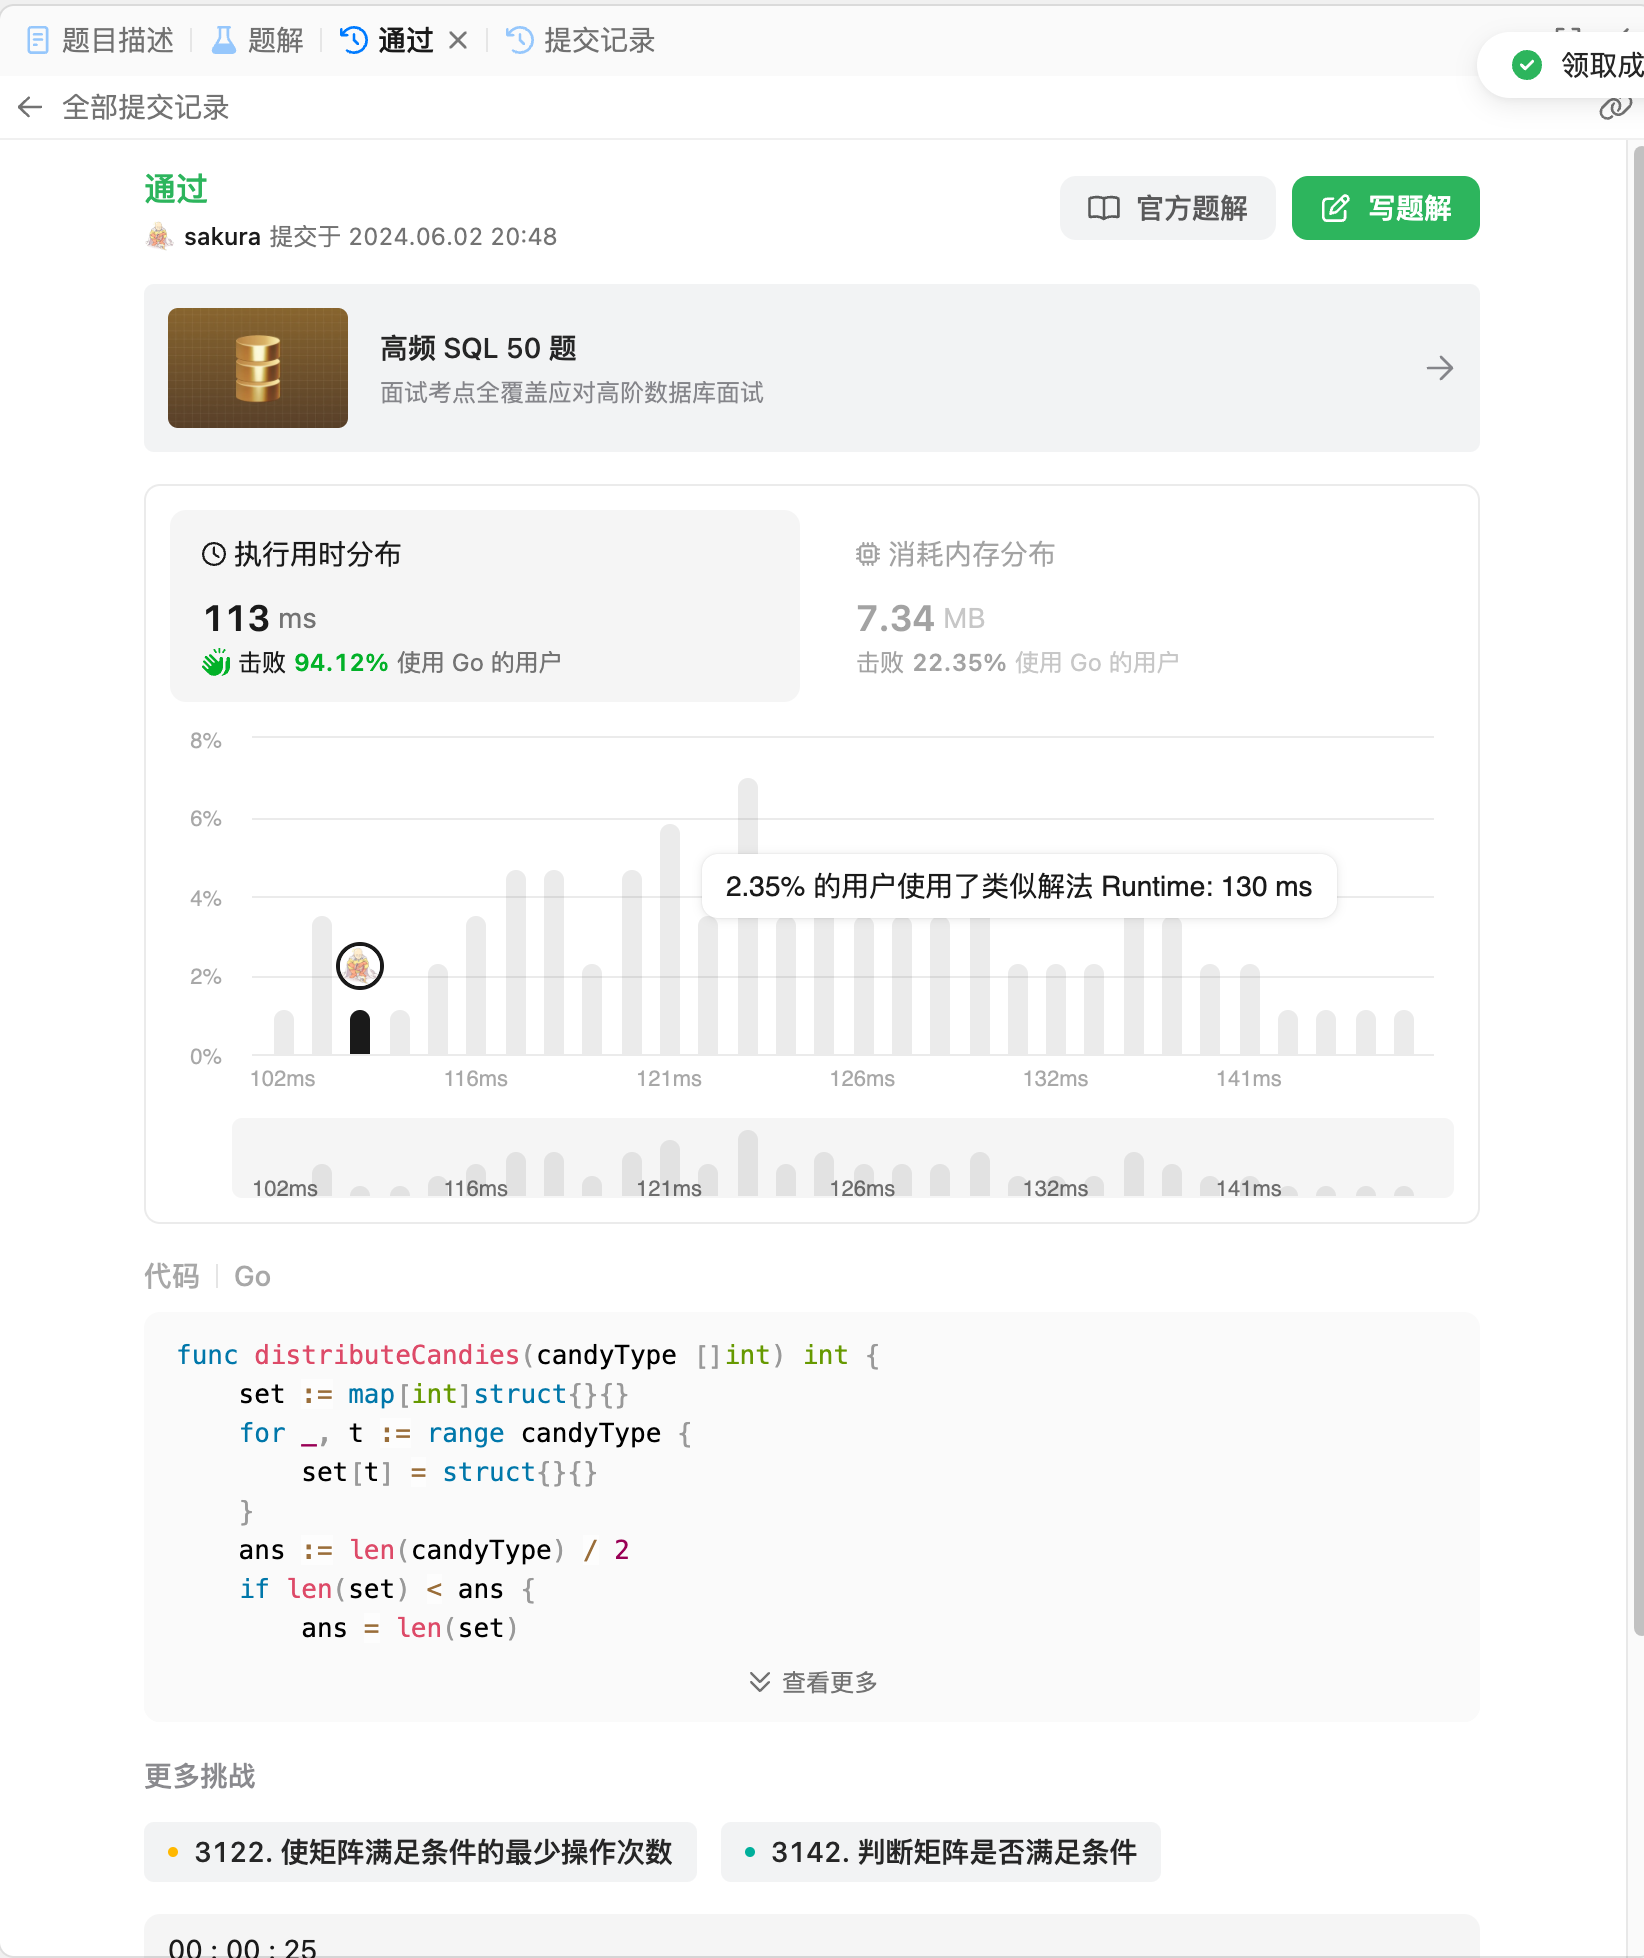 题目描述
题解
通过
提交记录
领取成
全部提交记录
通过
sakura 提交于 2024.06.02 20:48
官方题解
写题解
高频 SQL 50 题
面试考点全覆盖应对高阶数据库面试
执行用时分布
113 ms
击败 94.12% 使用 Go 的用户
消耗内存分布
7.34 MB
击败 22.35% 使用 Go 的用户
8%
6%
4%
2%
0%
2.35% 的用户使用了类似解法 Runtime: 130 ms
102ms
116ms
121ms
126ms
132ms
141ms
102ms
116ms
121ms
126ms
132ms
141ms
代码
Go
func distributeCandies(candyType []int) int {
    set := map[int]struct{}{}
    for _, t := range candyType {
        set[t] = struct{}{}
    }
    ans := len(candyType) / 2
    if len(set) < ans {
        ans = len(set)
查看更多
更多挑战
3122. 使矩阵满足条件的最少操作次数
3142. 判断矩阵是否满足条件
00 : 00 : 25